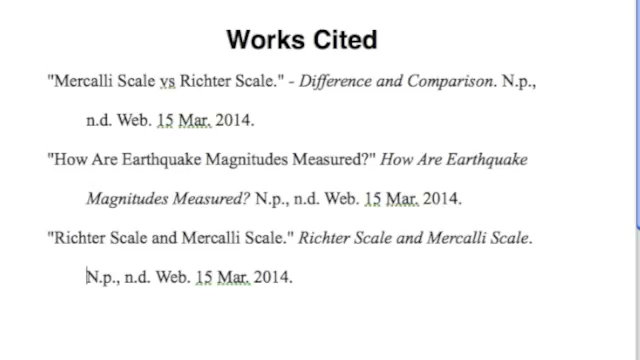 Works Cited
"Mercalli Scale vs Richter Scale." - Difference and Comparison. N.p.,
n.d. Web. 15 Mar. 2014.
"How Are Earthquake Magnitudes Measured?" How Are Earthquake
Magnitudes Measured? N.p., n.d. Web. 15 Mar. 2014.
"Richter Scale and Mercalli Scale." Richter Scale and Mercalli Scale.
N.p., n.d. Web. 15 Mar. 2014.